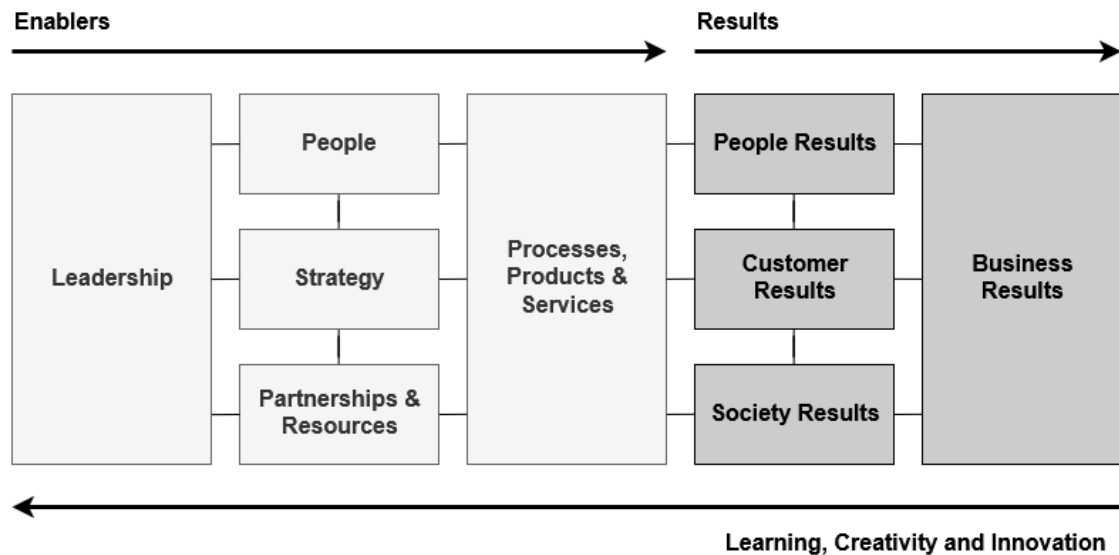 Enablers
Results
Leadership
People
Strategy
Partnerships &
Resources
Processes,
Products &
Services
People Results
Customer
Results
Society Results
Business
Results
Learning, Creativity and Innovation